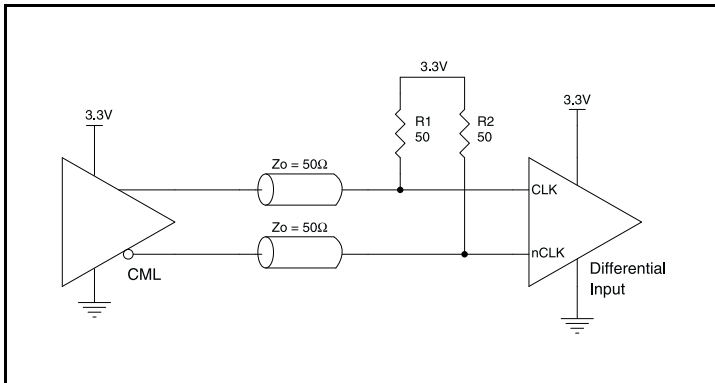 3.3V
3.3V
3.3V
R1
50
R2
50
Zo = 50Ω
CLK
Zo = 50Ω
nCLK
CML
Differential
Input